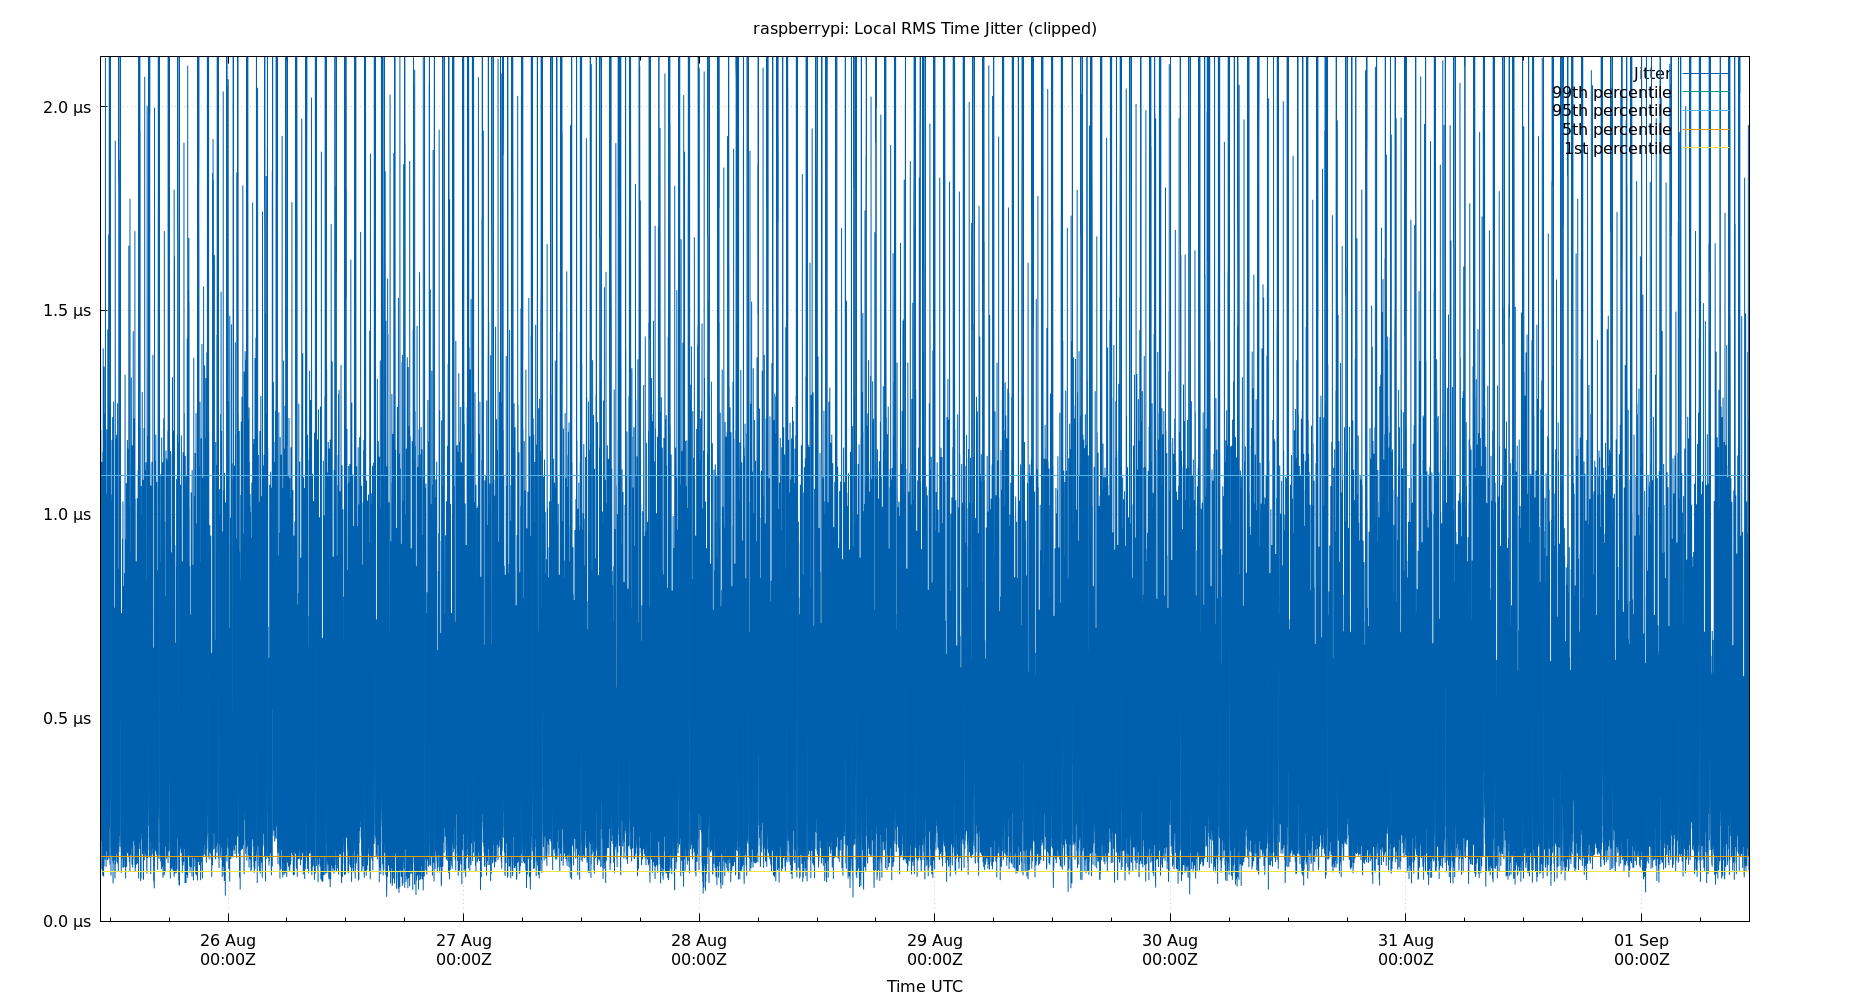 raspberrypi: Local RMS Time Jitter (clipped)
Jitter
99th percentile
95th percentile
5th percentile
1st percentile
2.0 µs
1.5 µs
1.0 µs
0.5 µs
0.0 µs
26 Aug
00:00Z
27 Aug
00:00Z
28 Aug
00:00Z
29 Aug
00:00Z
30 Aug
00:00Z
31 Aug
00:00Z
01 Sep
00:00Z
Time UTC